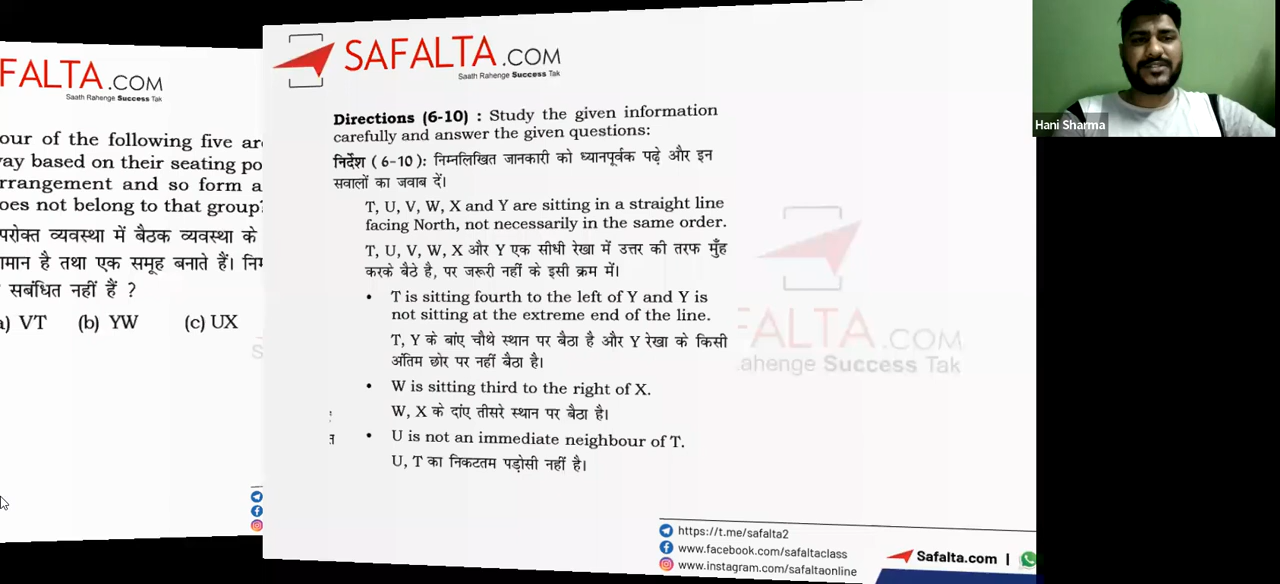 FALTA.COM
Saath Rahenge Success Tak
our of the following five are
way based on their seating po
rrangement and so form a
oes not belong to that group?
परोक्त व्यवस्था में बैठक व्यवस्था के
मान है तथा एक समूह बनाते हैं। निम
सबंधित नहीं हैं ?
a) VT (b) YW (c) UX
SAFALTA.COM
Saath Rahenge Success Tak
Directions (6-10) : Study the given information
carefully and answer the given questions:
निर्देश (6-10): निम्नलिखित जानकारी को ध्यानपूर्वक पढ़े और इन
सवालों का जवाब दें।
T, U, V, W, X and Y are sitting in a straight line
facing North, not necessarily in the same order.
T, U, V, W, X और Y एक सीधी रेखा में उत्तर की तरफ मुँह
करके बैठे है, पर जरूरी नहीं के इसी क्रम में।
• T is sitting fourth to the left of Y and Y is
not sitting at the extreme end of the line.
T, Y के बांए चौथे स्थान पर बैठा है और Y रेखा के किसी
अंतिम छोर पर नहीं बैठा है।
• W is sitting third to the right of X.
W, X के दांए तीसरे स्थान पर बैठा है।
• U is not an immediate neighbour of T.
U, T का निकटतम पड़ोसी नहीं है।
FALTA.COM
Rahenge Success Tak
https://t.me/safalta2
www.facebook.com/safaltaclass
www.instagram.com/safaltaonline
Safalta.com |
Hani Sharma